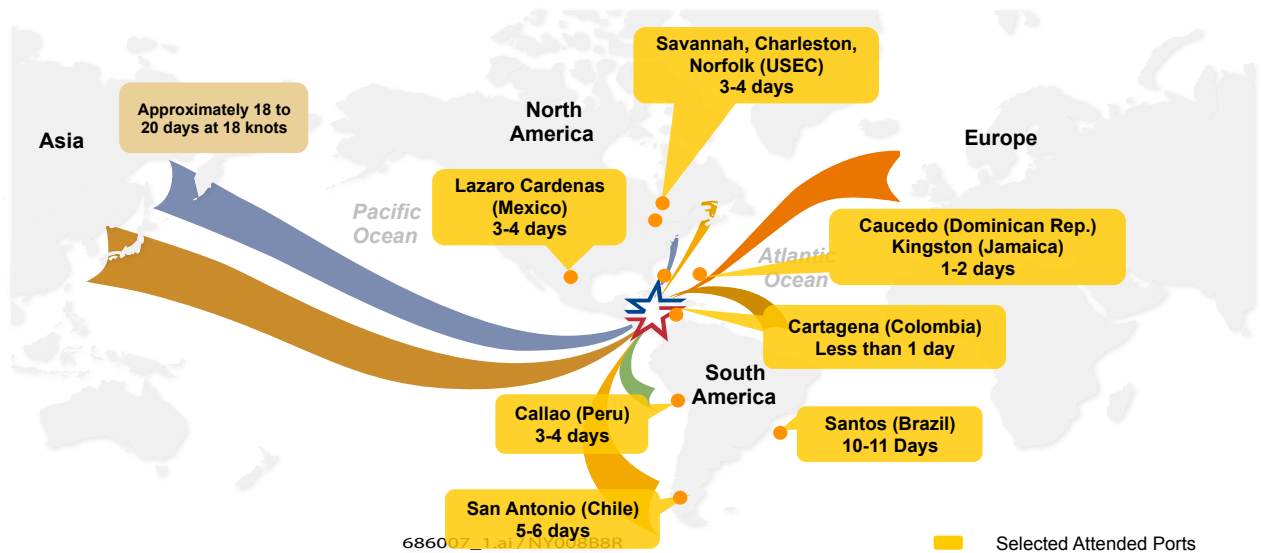 Savannah, Charleston,
Norfolk (USEC)
3-4 days
Approximately 18 to
20 days at 18 knots
North
America
Asia
Europe
Lazaro Cardenas
(Mexico)
3-4 days
Pacific
Ocean
Caucedo (Dominican Rep.)
Kingston (Jamaica)
1-2 days
Atlantic
Ocean
Cartagena (Colombia)
Less than 1 day
South
America
Callao (Peru)
3-4 days
Santos (Brazil)
10-11 Days
San Antonio (Chile)
5-6 days
686007_1.ai / NY008B8R
Selected Attended Ports